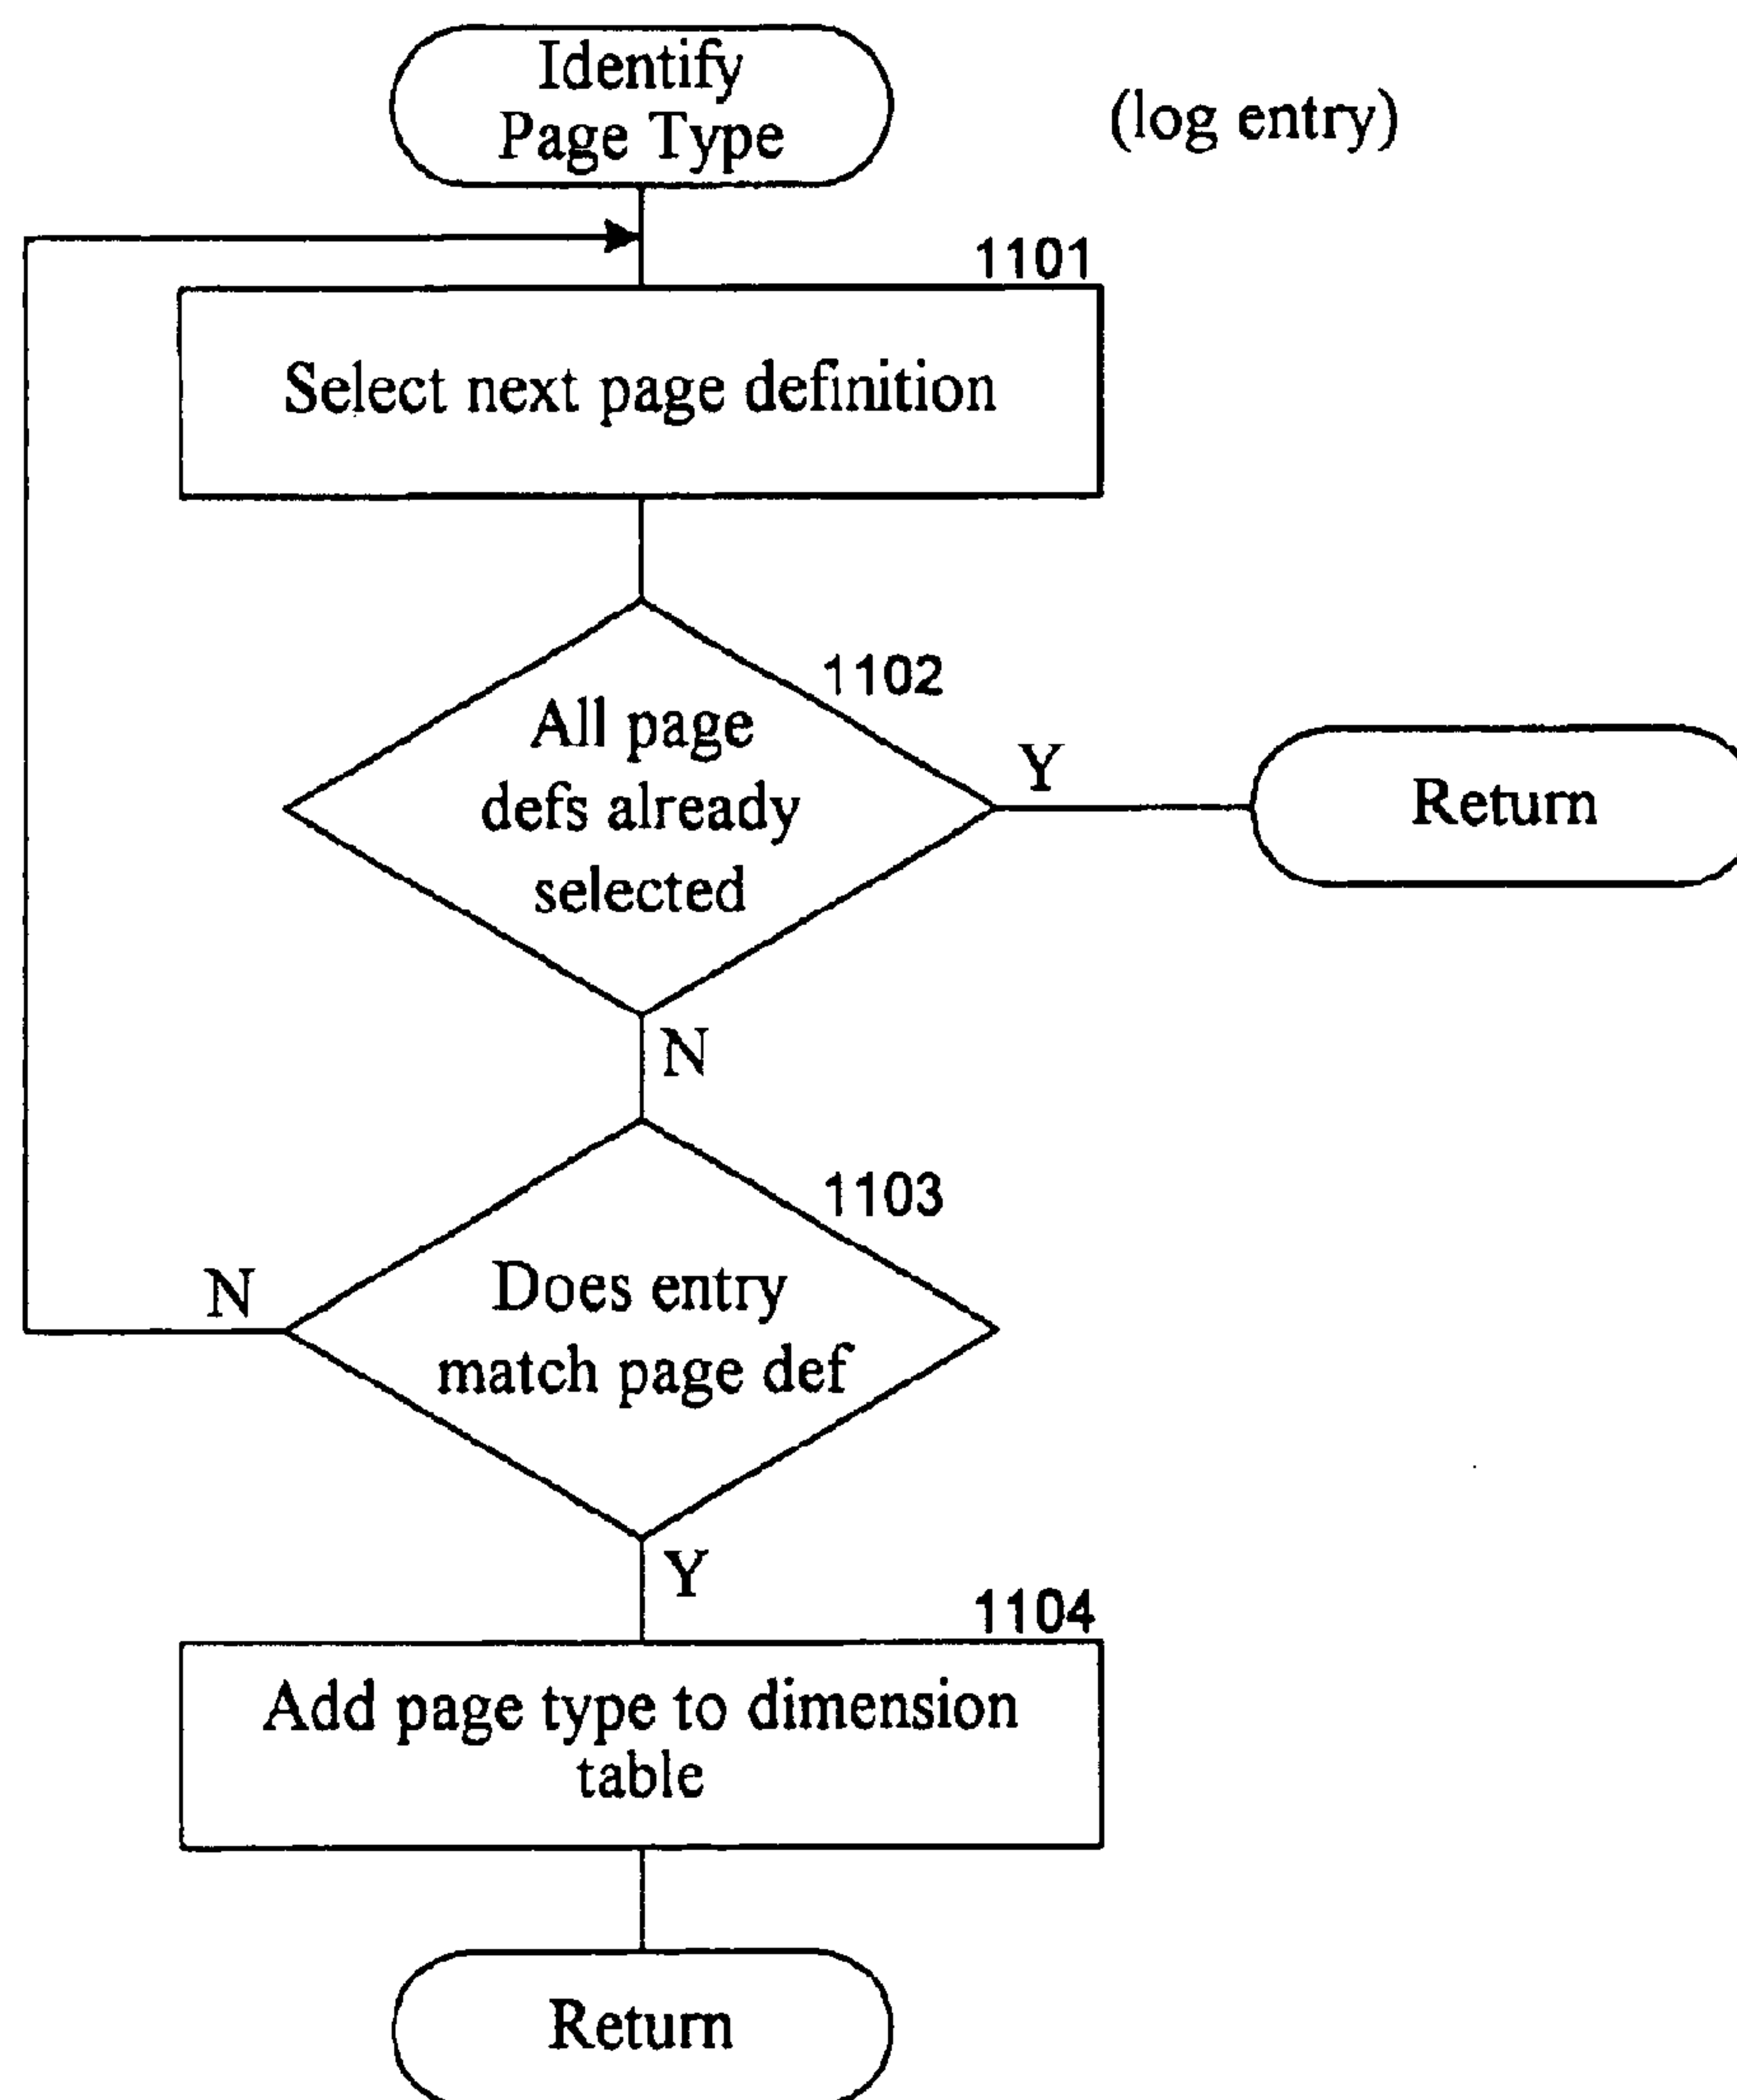 Identify
Page Type
(log entry)
1101
Select next page definition
1102
All page
defs already
selected
Y
Return
N
1103
Does entry
match page def
N
Y
1104
Add page type to dimension
table
Return